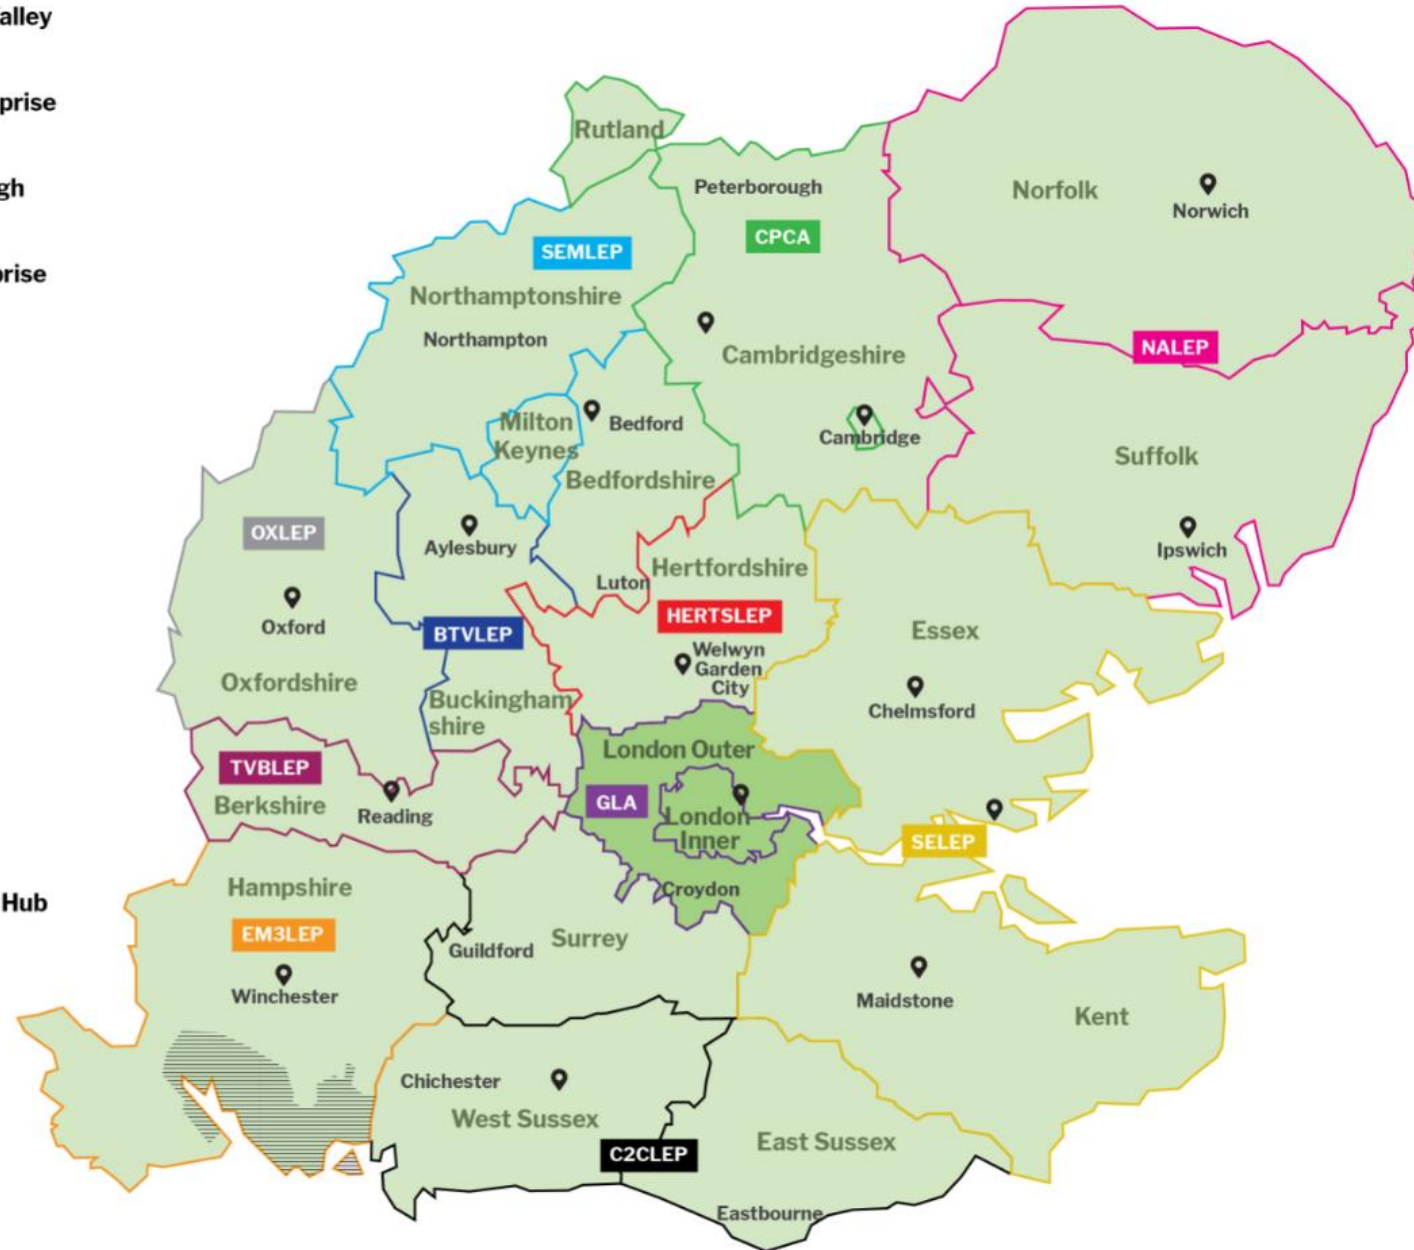 alley
prise
gh
prise
Hub
Rutland
Peterborough
CPCA
Norfolk
Norwich
SEMLEP
Northamptonshire
Northampton
NALEP
Cambridgeshire
Cambridge
Milton
Keynes
Bedford
Bedfordshire
Suffolk
Ipswich
OXLEP
Oxford
Oxfordshire
Aylesbury
BTVLEP
Buckingham
shire
Luton
Hertfordshire
HERTSLEP
Welwyn
Garden
City
Essex
Chelmsford
TVBLEP
Berkshire
Reading
London Outer
GLA
London
Inner
Croydon
SELEP
Hampshire
EM3LEP
Winchester
Guildford
Surrey
Maidstone
Kent
Chichester
West Sussex
C2CLEP
East Sussex
Eastbourne